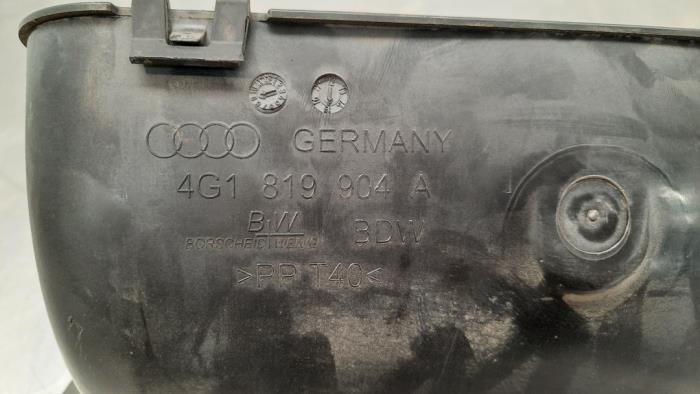 GERMANY
4G1 819 904 A
BW BDW
BORSCHEID WENIG
>PP T40<